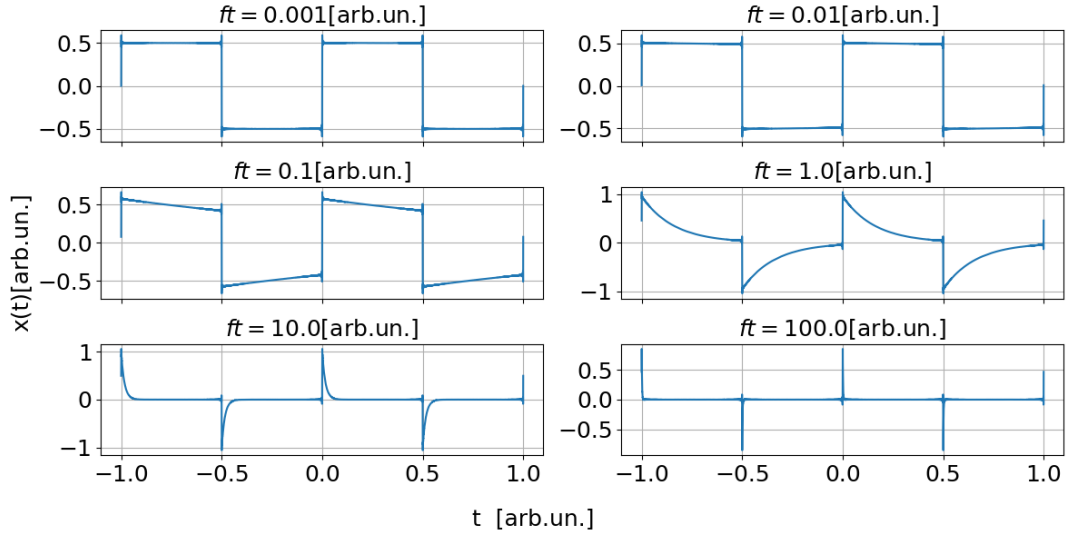 ft = 0.001[arb.un.]
ft = 0.01[arb.un.]
0.5
0.0
−0.5
0.5
0.0
−0.5
ft = 0.1[arb.un.]
ft = 1.0[arb.un.]
0.5
0.0
−0.5
1
0
−1
x(t)[arb.un.]
ft = 10.0[arb.un.]
ft = 100.0[arb.un.]
1
0
−1
0.5
0.0
−0.5
−1.0 −0.5 0.0 0.5 1.0
−1.0 −0.5 0.0 0.5 1.0
t [arb.un.]